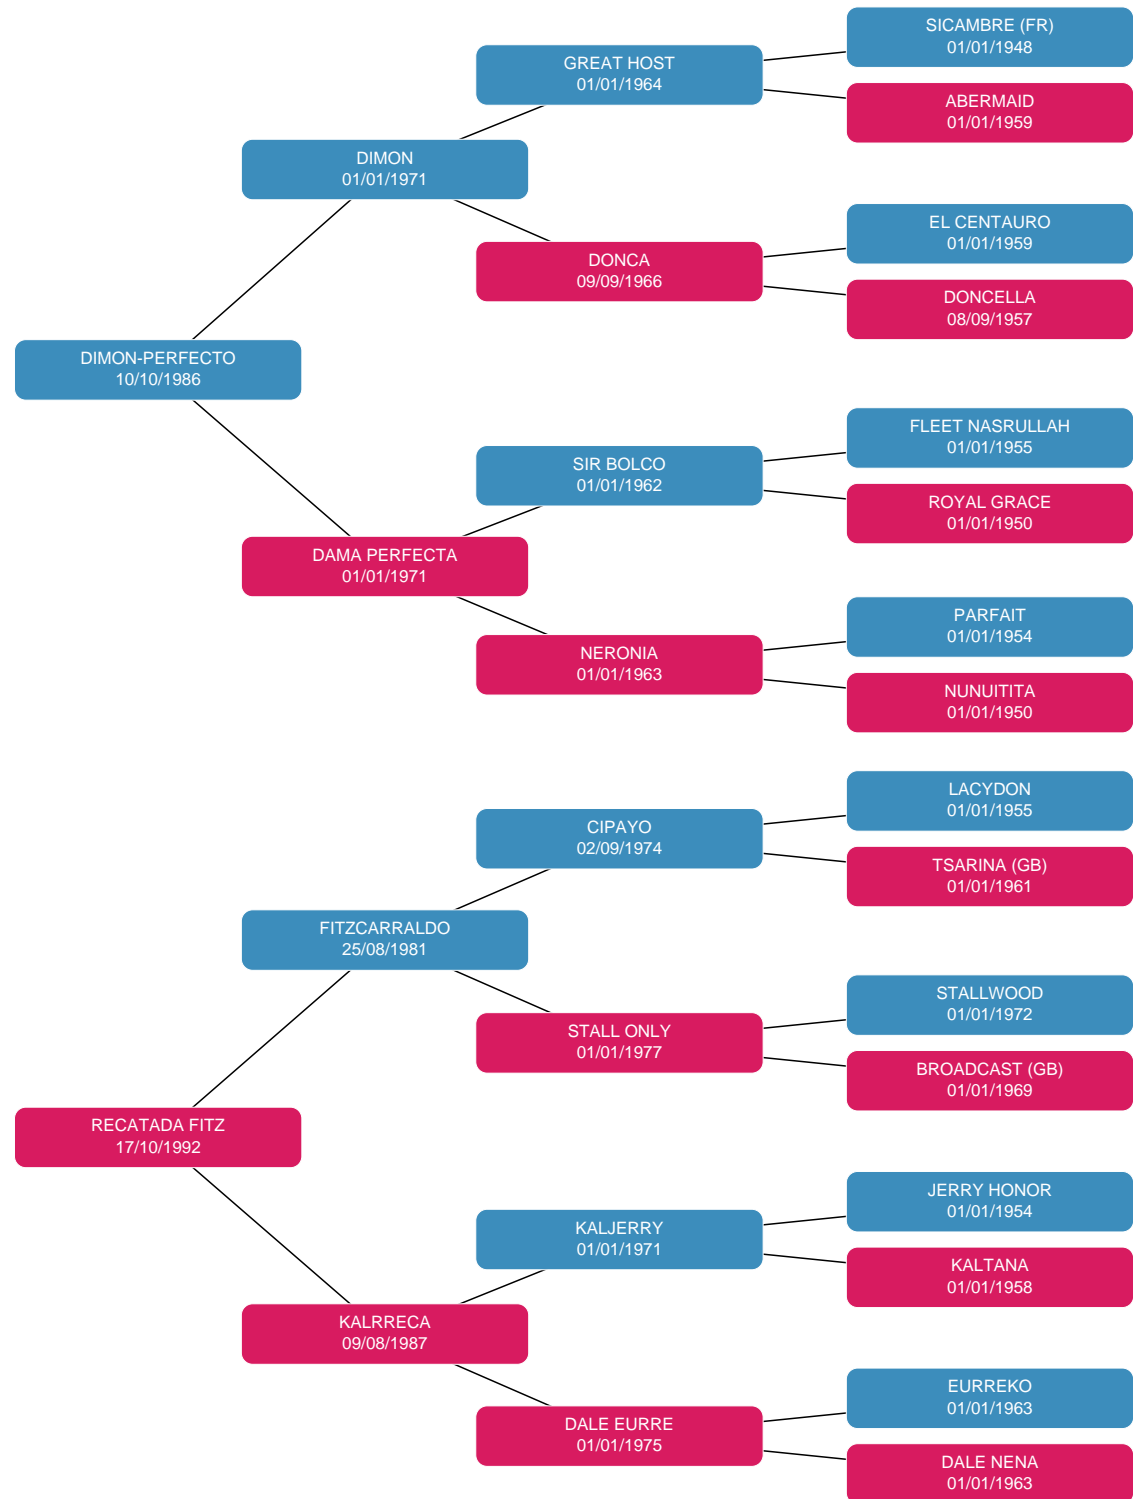 SICAMBRE (FR)
01/01/1948
GREAT HOST
01/01/1964
ABERMAID
01/01/1959
DIMON
01/01/1971
EL CENTAURO
01/01/1959
DONCA
09/09/1966
DONCELLA
08/09/1957
DIMON-PERFECTO
10/10/1986
FLEET NASRULLAH
01/01/1955
SIR BOLCO
01/01/1962
ROYAL GRACE
01/01/1950
DAMA PERFECTA
01/01/1971
PARFAIT
01/01/1954
NERONIA
01/01/1963
NUNUITITA
01/01/1950
LACYDON
01/01/1955
CIPAYO
02/09/1974
TSARINA (GB)
01/01/1961
FITZCARRALDO
25/08/1981
STALLWOOD
01/01/1972
STALL ONLY
01/01/1977
BROADCAST (GB)
01/01/1969
RECATADA FITZ
17/10/1992
JERRY HONOR
01/01/1954
KALJERRY
01/01/1971
KALTANA
01/01/1958
KALRRECA
09/08/1987
EURREKO
01/01/1963
DALE EURRE
01/01/1975
DALE NENA
01/01/1963